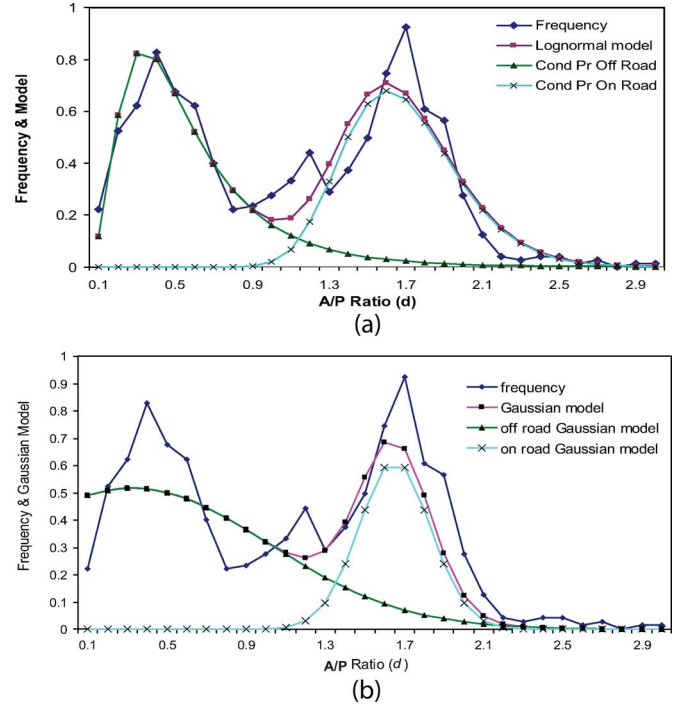 Frequency & Model
1
0.8
0.6
0.4
0.2
0
Frequency
Lognormal model
Cond Pr Off Road
Cond Pr On Road
0.1 0.5 0.9 1.3 1.7 2.1 2.5 2.9
A/P Ratio (d)
(a)
Frequency & Gaussian Model
1
0.9
0.8
0.7
0.6
0.5
0.4
0.3
0.2
0.1
0
frequency
Gaussian model
off road Gaussian model
on road Gaussian model
0.1 0.5 0.9 1.3 1.7 2.1 2.5 2.9
A/P Ratio (d )
(b)